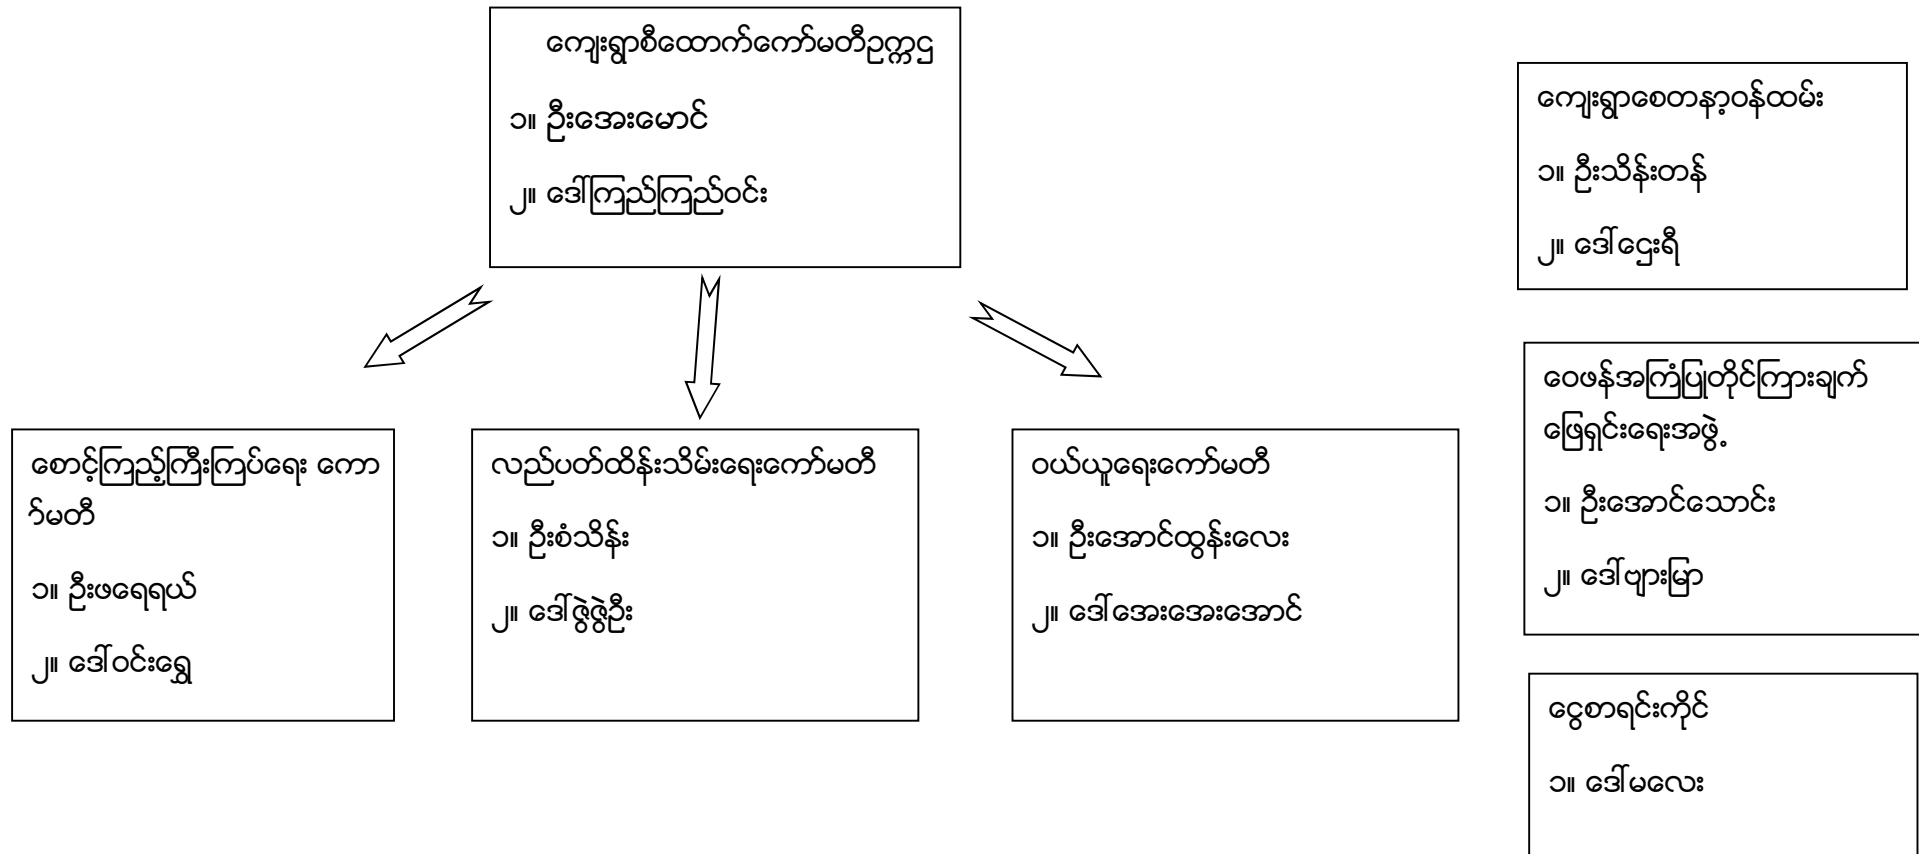 ကျေးရွာစီထောက်ကော်မတီဥက္ကဌ
၁။ ဦးအေးမောင်
၂။ ဒေါ်ကြည်ကြည်ဝင်း
စောင့်ကြည့်ကြီးကြပ်ရေး ကော
်မတီ
၁။ ဦးဖရေရယ်
၂။ ဒေါ်ဝင်းရွှေ
လည်ပတ်ထိန်းသိမ်းရေးကော်မတီ
၁။ ဦးစံသိန်း
၂။ ဒေါ်ဇွဲဇွဲဦး
ဝယ်ယူရေးကော်မတီ
၁။ ဦးအောင်ထွန်းလေး
၂။ ဒေါ်အေးအေးအောင်
ကျေးရွာစေတနာ့ဝန်ထမ်း
၁။ ဦးသိန်းတန်
၂။ ဒေါ်ဌေးရီ
ဝေဖန်အကြံပြုတိုင်ကြားချက်
ဖြေရှင်းရေးအဖွဲ့
၁။ ဦးအောင်သောင်း
၂။ ဒေါ်ဗျားမြာ
ငွေစာရင်းကိုင်
၁။ ဒေါ်မလေး